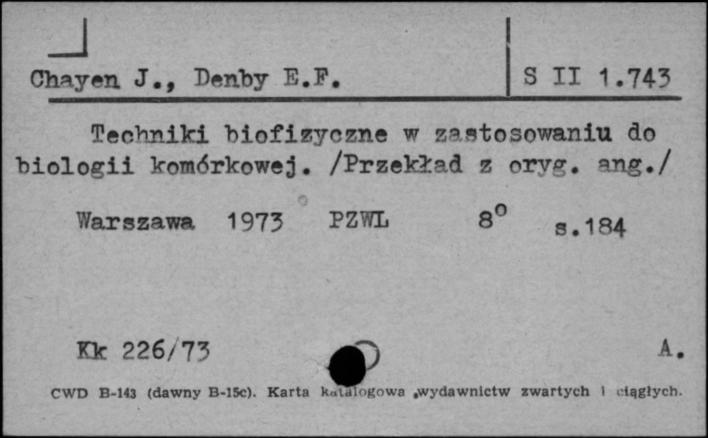 Chayen J., Denby E.F. S II 1.743
Techniki biofizyczne w zastosowaniu do
biologii komórkowej. /Przekład z oryg. ang./
Warszawa 1973 PZWL 8° s.184
Kk 226/73 A.
CWD B-143 (dawny B-15c). Karta katalogowa wydawnictw zwartych i ciągłych.